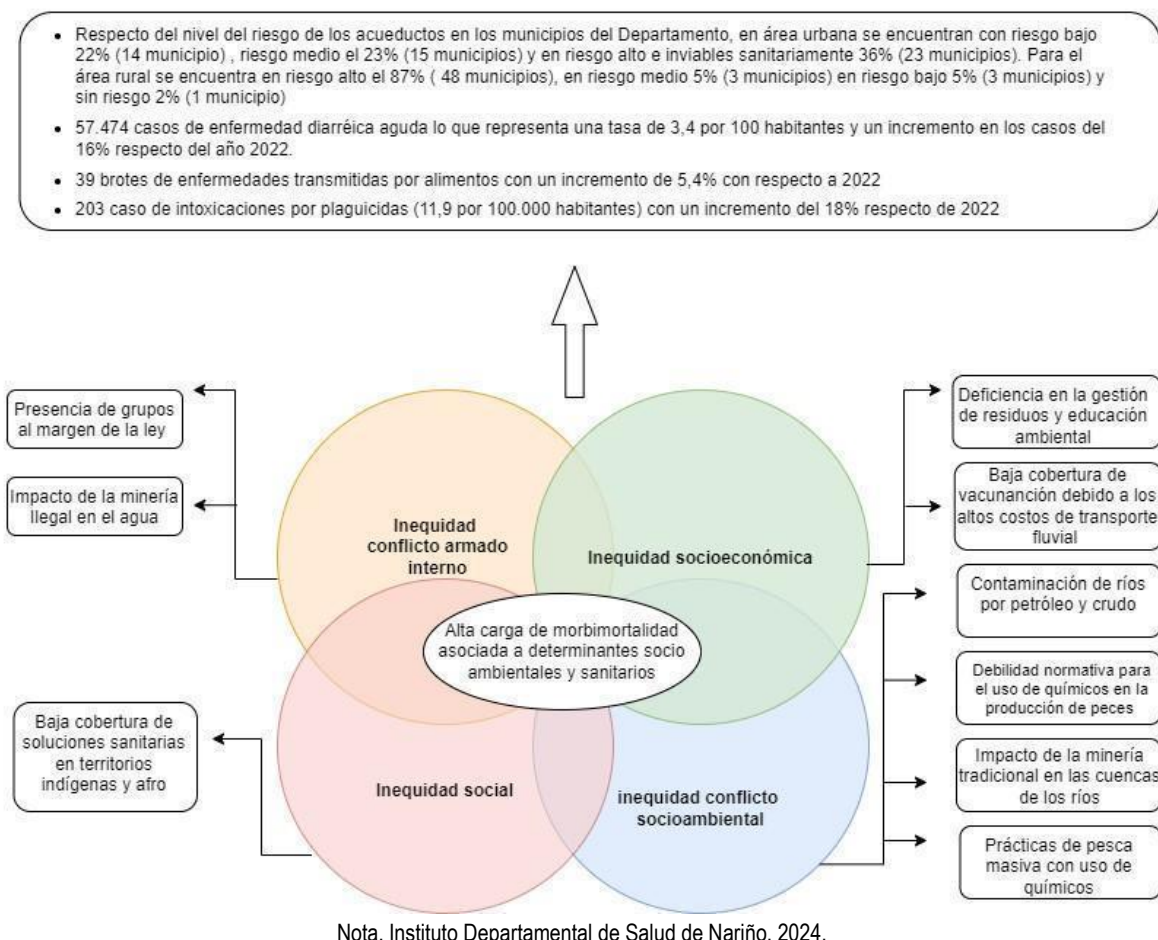 • Respecto del nivel del riesgo de los acueductos en los municipios del Departamento, en área urbana se encuentran con riesgo bajo
22% (14 municipio) , riesgo medio el 23% (15 municipios) y en riesgo alto e inviables sanitariamente 36% (23 municipios). Para el
área rural se encuentra en riesgo alto el 87% ( 48 municipios), en riesgo medio 5% (3 municipios) en riesgo bajo 5% (3 municipios) y
sin riesgo 2% (1 municipio)
• 57.474 casos de enfermedad diarréica aguda lo que representa una tasa de 3,4 por 100 habitantes y un incremento en los casos del
16% respecto del año 2022.
• 39 brotes de enfermedades transmitidas por alimentos con un incremento de 5,4% con respecto a 2022
• 203 caso de intoxicaciones por plaguicidas (11,9 por 100.000 habitantes) con un incremento del 18% respecto de 2022
Presencia de grupos
al margen de la ley
Impacto de la minería
Ilegal en el agua
Baja cobertura de
soluciones sanitarias
en territorios
indígenas y afro
Inequidad
conflicto armado
interno
Inequidad socioeconómica
Alta carga de morbimortalidad
asociada a determinantes socio
ambientales y sanitarios
Inequidad social
inequidad conflicto
socioambiental
Deficiencia en la gestión
de residuos y educación
ambiental
Baja cobertura de
vacunanción debido a los
altos costos de transporte
fluvial
Contaminación de ríos
por petróleo y crudo
Debilidad normativa para
el uso de químicos en la
producción de peces
Impacto de la minería
tradicional en las cuencas
de los ríos
Prácticas de pesca
masiva con uso de
químicos
Nota. Instituto Departamental de Salud de Nariño. 2024.